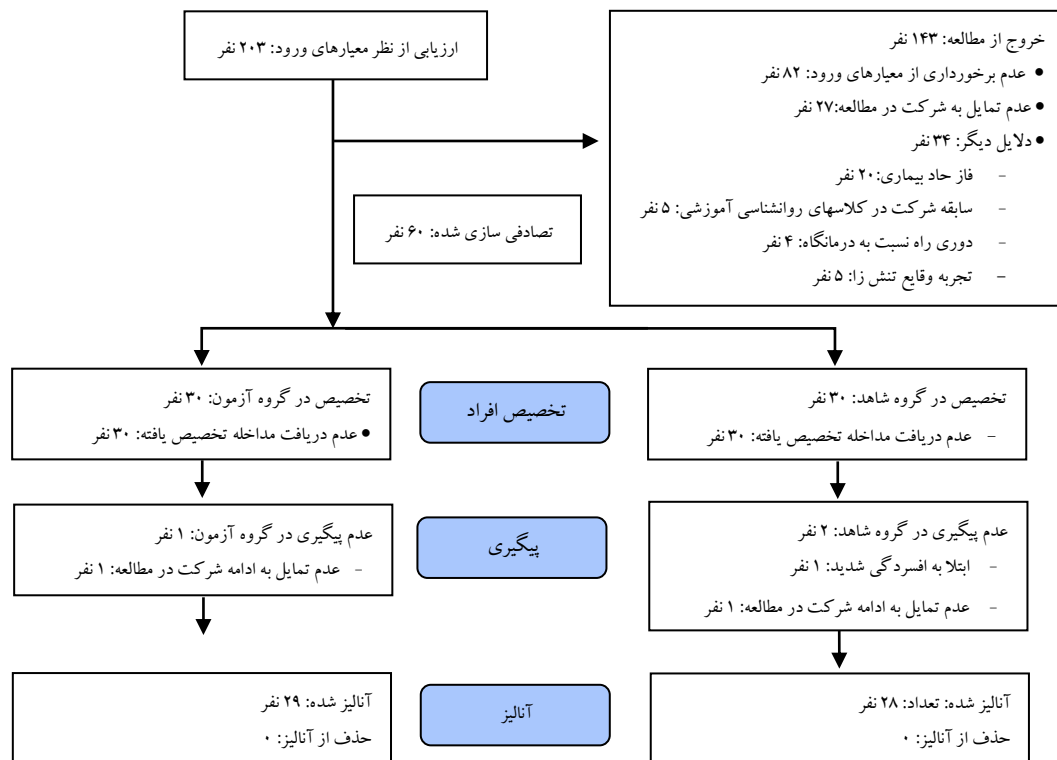 ارزیابی از نظر معیارهای ورود: ۲۰۳ نفر
خروج از مطالعه: ۱۴۳ نفر
• عدم برخورداری از معیارهای ورود: ۸۲ نفر
• عدم تمایل به شرکت در مطالعه:۲۷ نفر
• دلایل دیگر: ۳۴ نفر
- فاز حاد بیماری:۲۰ نفر
- سابقه شرکت در کلاسهای روانشناسی آموزشی: ۵ نفر
- دوری راه نسبت به درمانگاه: ۴ نفر
- تجربه وقایع تنش زا: ۵ نفر
تصادفی سازی شده: ۶۰ نفر
تخصیص در گروه شاهد: ۳۰ نفر
- عدم دریافت مداخله تخصیص یافته: ۳۰ نفر
تخصیص افراد
تخصیص در گروه آزمون: ۳۰ نفر
• عدم دریافت مداخله تخصیص یافته: ۳۰ نفر
عدم پیگیری در گروه شاهد: ۲ نفر
- ابتلا به افسردگی شدید: ۱ نفر
- عدم تمایل به ادامه شرکت در مطالعه: ۱ نفر
پیگیری
عدم پیگیری در گروه آزمون: ۱ نفر
- عدم تمایل به ادامه شرکت در مطالعه: ۱ نفر
آنالیز شده: تعداد: ۲۸ نفر
حذف از آنالیز: ۰
آنالیز
آنالیز شده: ۲۹ نفر
حذف از آنالیز: ۰